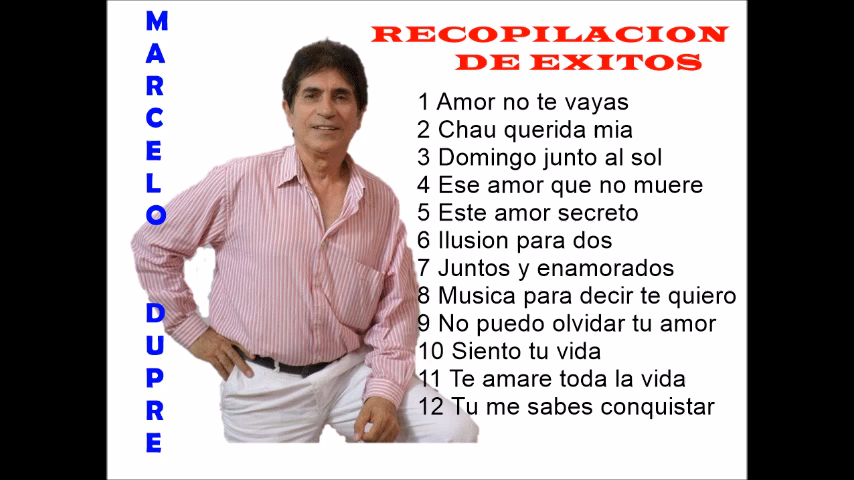 MARCELO DUPRE
RECOPILACION
DE EXITOS
1 Amor no te vayas
2 Chau querida mia
3 Domingo junto al sol
4 Ese amor que no muere
5 Este amor secreto
6 Ilusion para dos
7 Juntos y enamorados
8 Musica para decir te quiero
9 No puedo olvidar tu amor
10 Siento tu vida
11 Te amare toda la vida
12 Tu me sabes conquistar